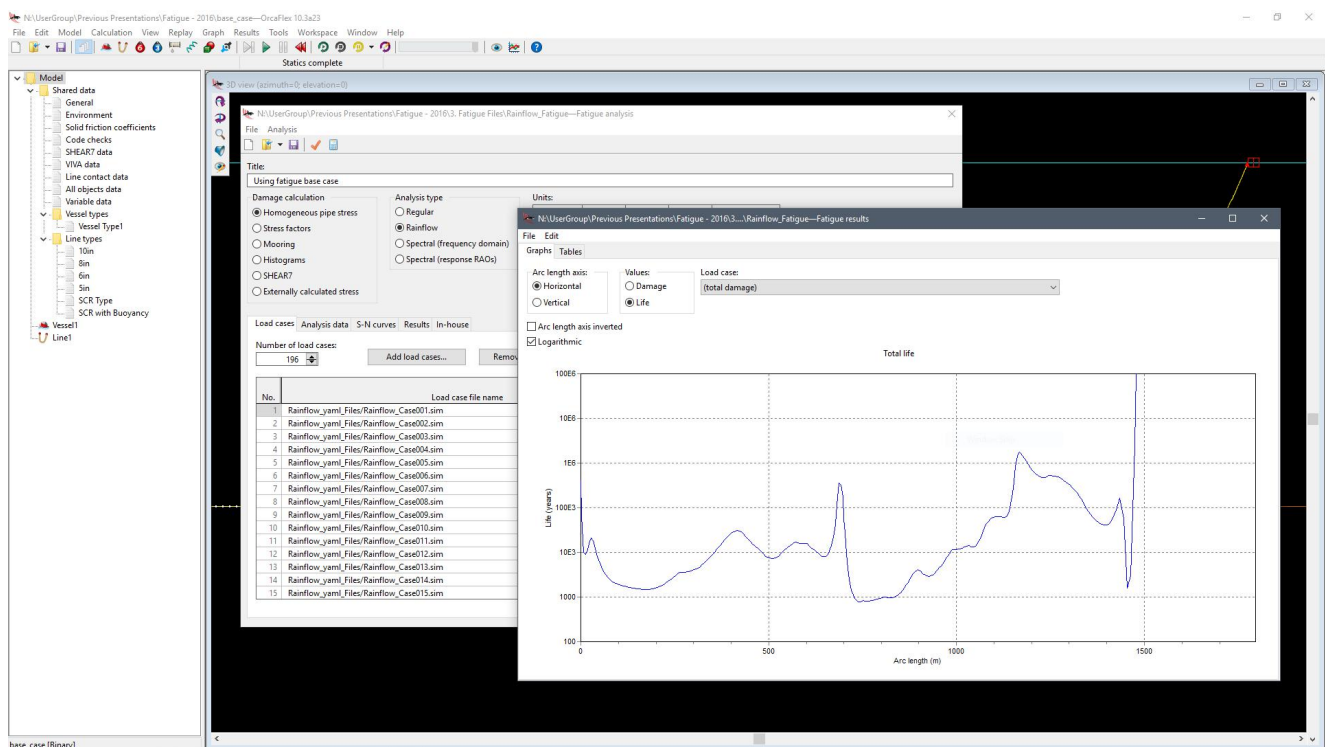 N:\UserGroup\Previous Presentations\Fatigue - 2016\base_case—OrcaFlex 10.3a23
File Edit Model Calculation View Replay Graph Results Tools Workspace Window Help
Statics complete
Model
Shared data
General
Environment
Solid friction coefficients
Code checks
SHEAR7 data
VIVA data
Line contact data
All objects data
Variable data
Vessel types
Vessel Type1
Line types
10in
8in
6in
5in
SCR Type
SCR with Buoyancy
Vessel1
Line1
base_case [Binary]
3D view (azimuth=0; elevation=0)
N:\UserGroup\Previous Presentations\Fatigue - 2016\3. Fatigue Files\Rainflow_Fatigue—Fatigue analysis
File Analysis
Title:
Using fatigue base case
Damage calculation Analysis type Units:
Homogeneous pipe stress Regular
Stress factors Rainflow
Mooring Spectral (frequency domain)
Histograms Spectral (response RAOs)
SHEAR7
Externally calculated stress
Load cases Analysis data S-N curves Results In-house
Number of load cases:
196 Add load cases... Remov
No. Load case file name
1 Rainflow_yaml_Files/Rainflow_Case001.sim
2 Rainflow_yaml_Files/Rainflow_Case002.sim
3 Rainflow_yaml_Files/Rainflow_Case003.sim
4 Rainflow_yaml_Files/Rainflow_Case004.sim
5 Rainflow_yaml_Files/Rainflow_Case005.sim
6 Rainflow_yaml_Files/Rainflow_Case006.sim
7 Rainflow_yaml_Files/Rainflow_Case007.sim
8 Rainflow_yaml_Files/Rainflow_Case008.sim
9 Rainflow_yaml_Files/Rainflow_Case009.sim
10 Rainflow_yaml_Files/Rainflow_Case010.sim
11 Rainflow_yaml_Files/Rainflow_Case011.sim
12 Rainflow_yaml_Files/Rainflow_Case012.sim
13 Rainflow_yaml_Files/Rainflow_Case013.sim
14 Rainflow_yaml_Files/Rainflow_Case014.sim
15 Rainflow_yaml_Files/Rainflow_Case015.sim
N:\UserGroup\Previous Presentations\Fatigue - 2016\3....\Rainflow_Fatigue—Fatigue results
File Edit
Graphs Tables
Arc length axis: Values: Load case:
Horizontal Damage (total damage)
Vertical Life
Arc length axis inverted
Logarithmic
Total life
100E6
10E6
1E6
100E3
10E3
1000
100
Life (years)
0 500 1000 1500
Arc length (m)